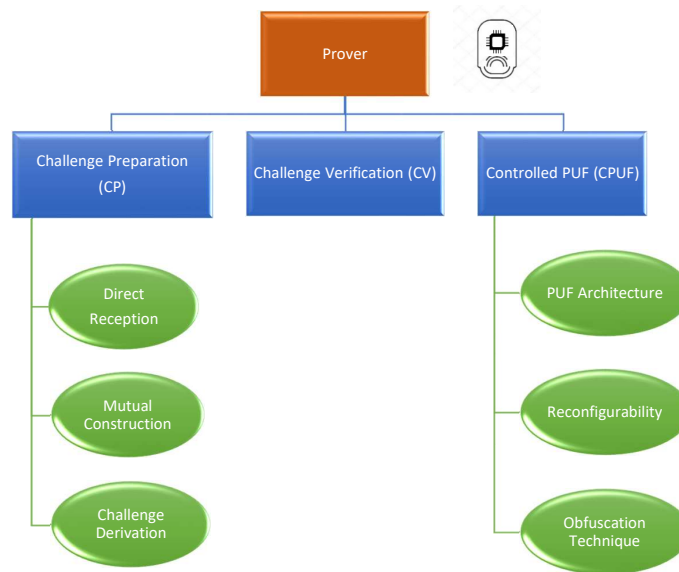 Prover
Challenge Preparation
(CP)
Challenge Verification (CV)
Controlled PUF (CPUF)
Direct
Reception
PUF Architecture
Mutual
Construction
Reconfigurability
Challenge
Derivation
Obfuscation
Technique